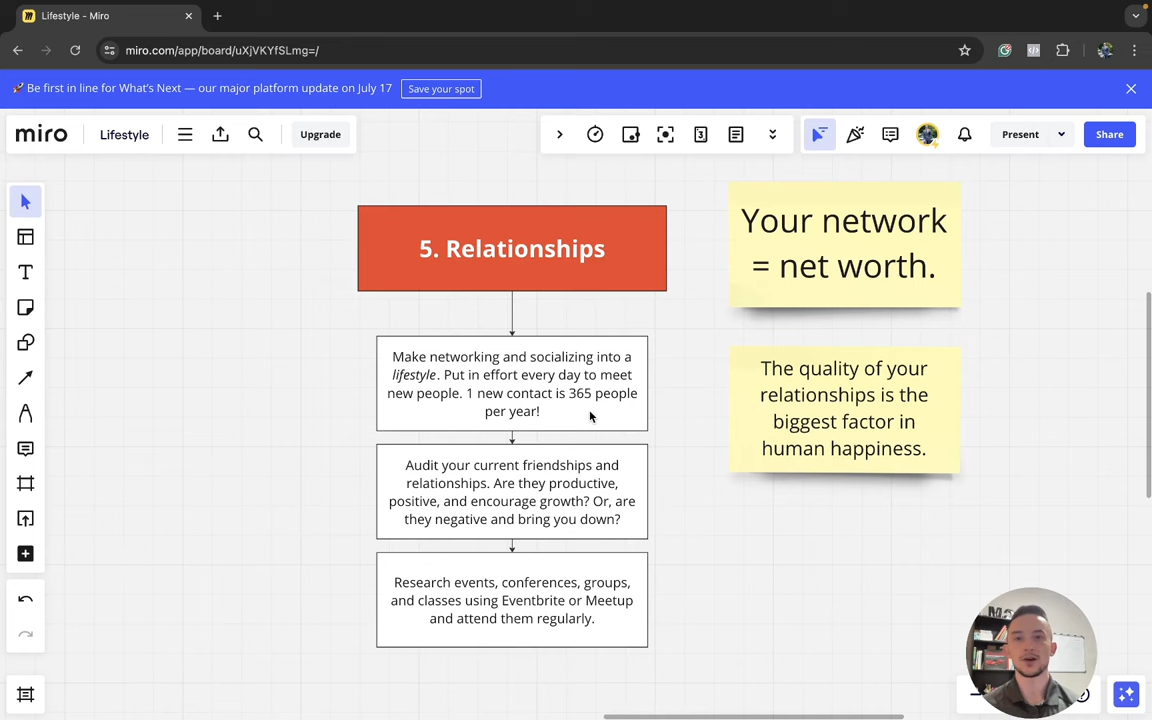 Lifestyle - Miro
miro.com/app/board/uXjVKYfSLmg=/
🚀 Be first in line for What's Next — our major platform update on July 17
Save your spot
miro
Lifestyle
Upgrade
3
Present
Share
5. Relationships
Make networking and socializing into a
lifestyle. Put in effort every day to meet
new people. 1 new contact is 365 people
per year!
Audit your current friendships and
relationships. Are they productive,
positive, and encourage growth? Or, are
they negative and bring you down?
Research events, conferences, groups,
and classes using Eventbrite or Meetup
and attend them regularly.
Your network
= net worth.
The quality of your
relationships is the
biggest factor in
human happiness.